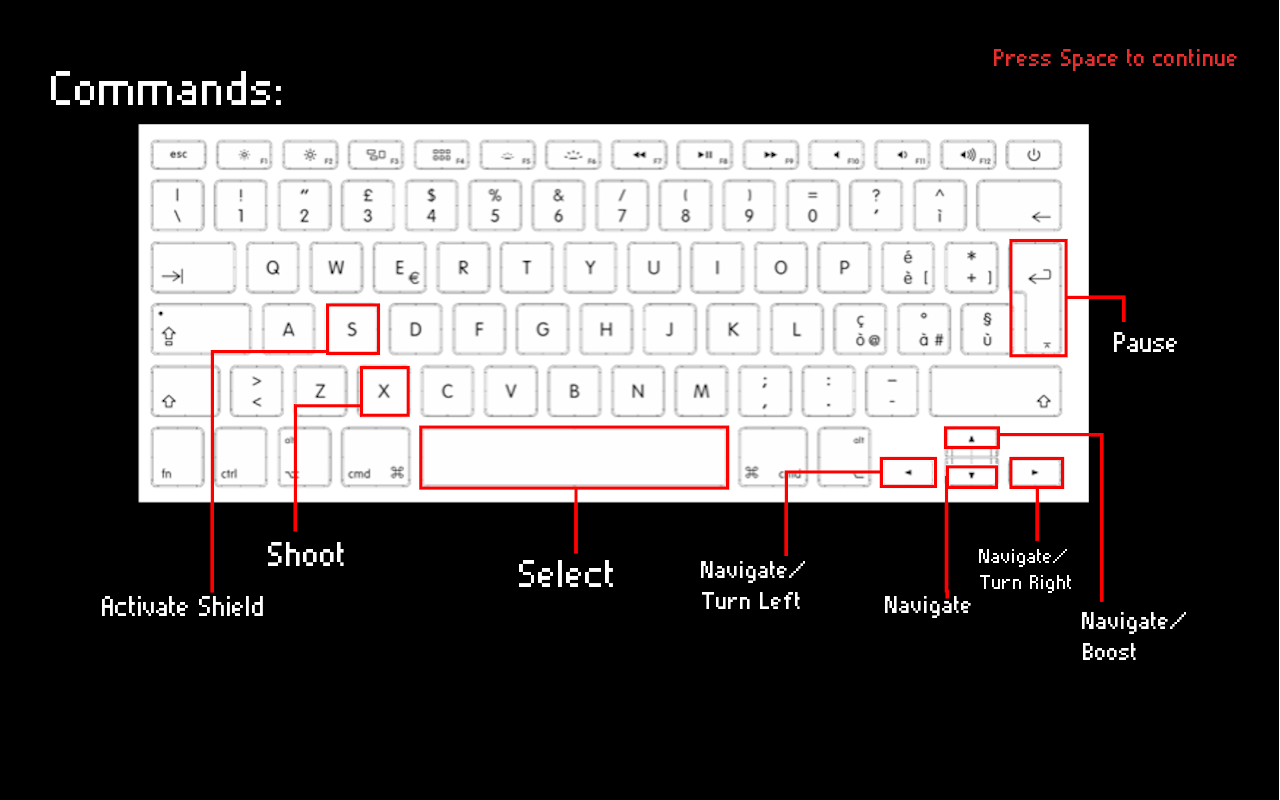 Press Space to continue
Commands:
esc F1 F2 F3 F4 F5 F6 F7 F8 F9 F10 F11 F12
| ! " £ $ % & / ( ) = ? ^
\ 1 2 3 4 5 6 7 8 9 0 ' ì ←
→| Q W E € R T Y U I O P é è [ * + ]
A S D F G H J K L ç ò @ ° à # § ù
> < Z X C V B N M ; , : . _ -
fn ctrl alt cmd ⌘ ⌘ cmd alt
Pause
Shoot
Select
Activate Shield
Navigate/
Turn Left
Navigate
Navigate/
Turn Right
Navigate/
Boost